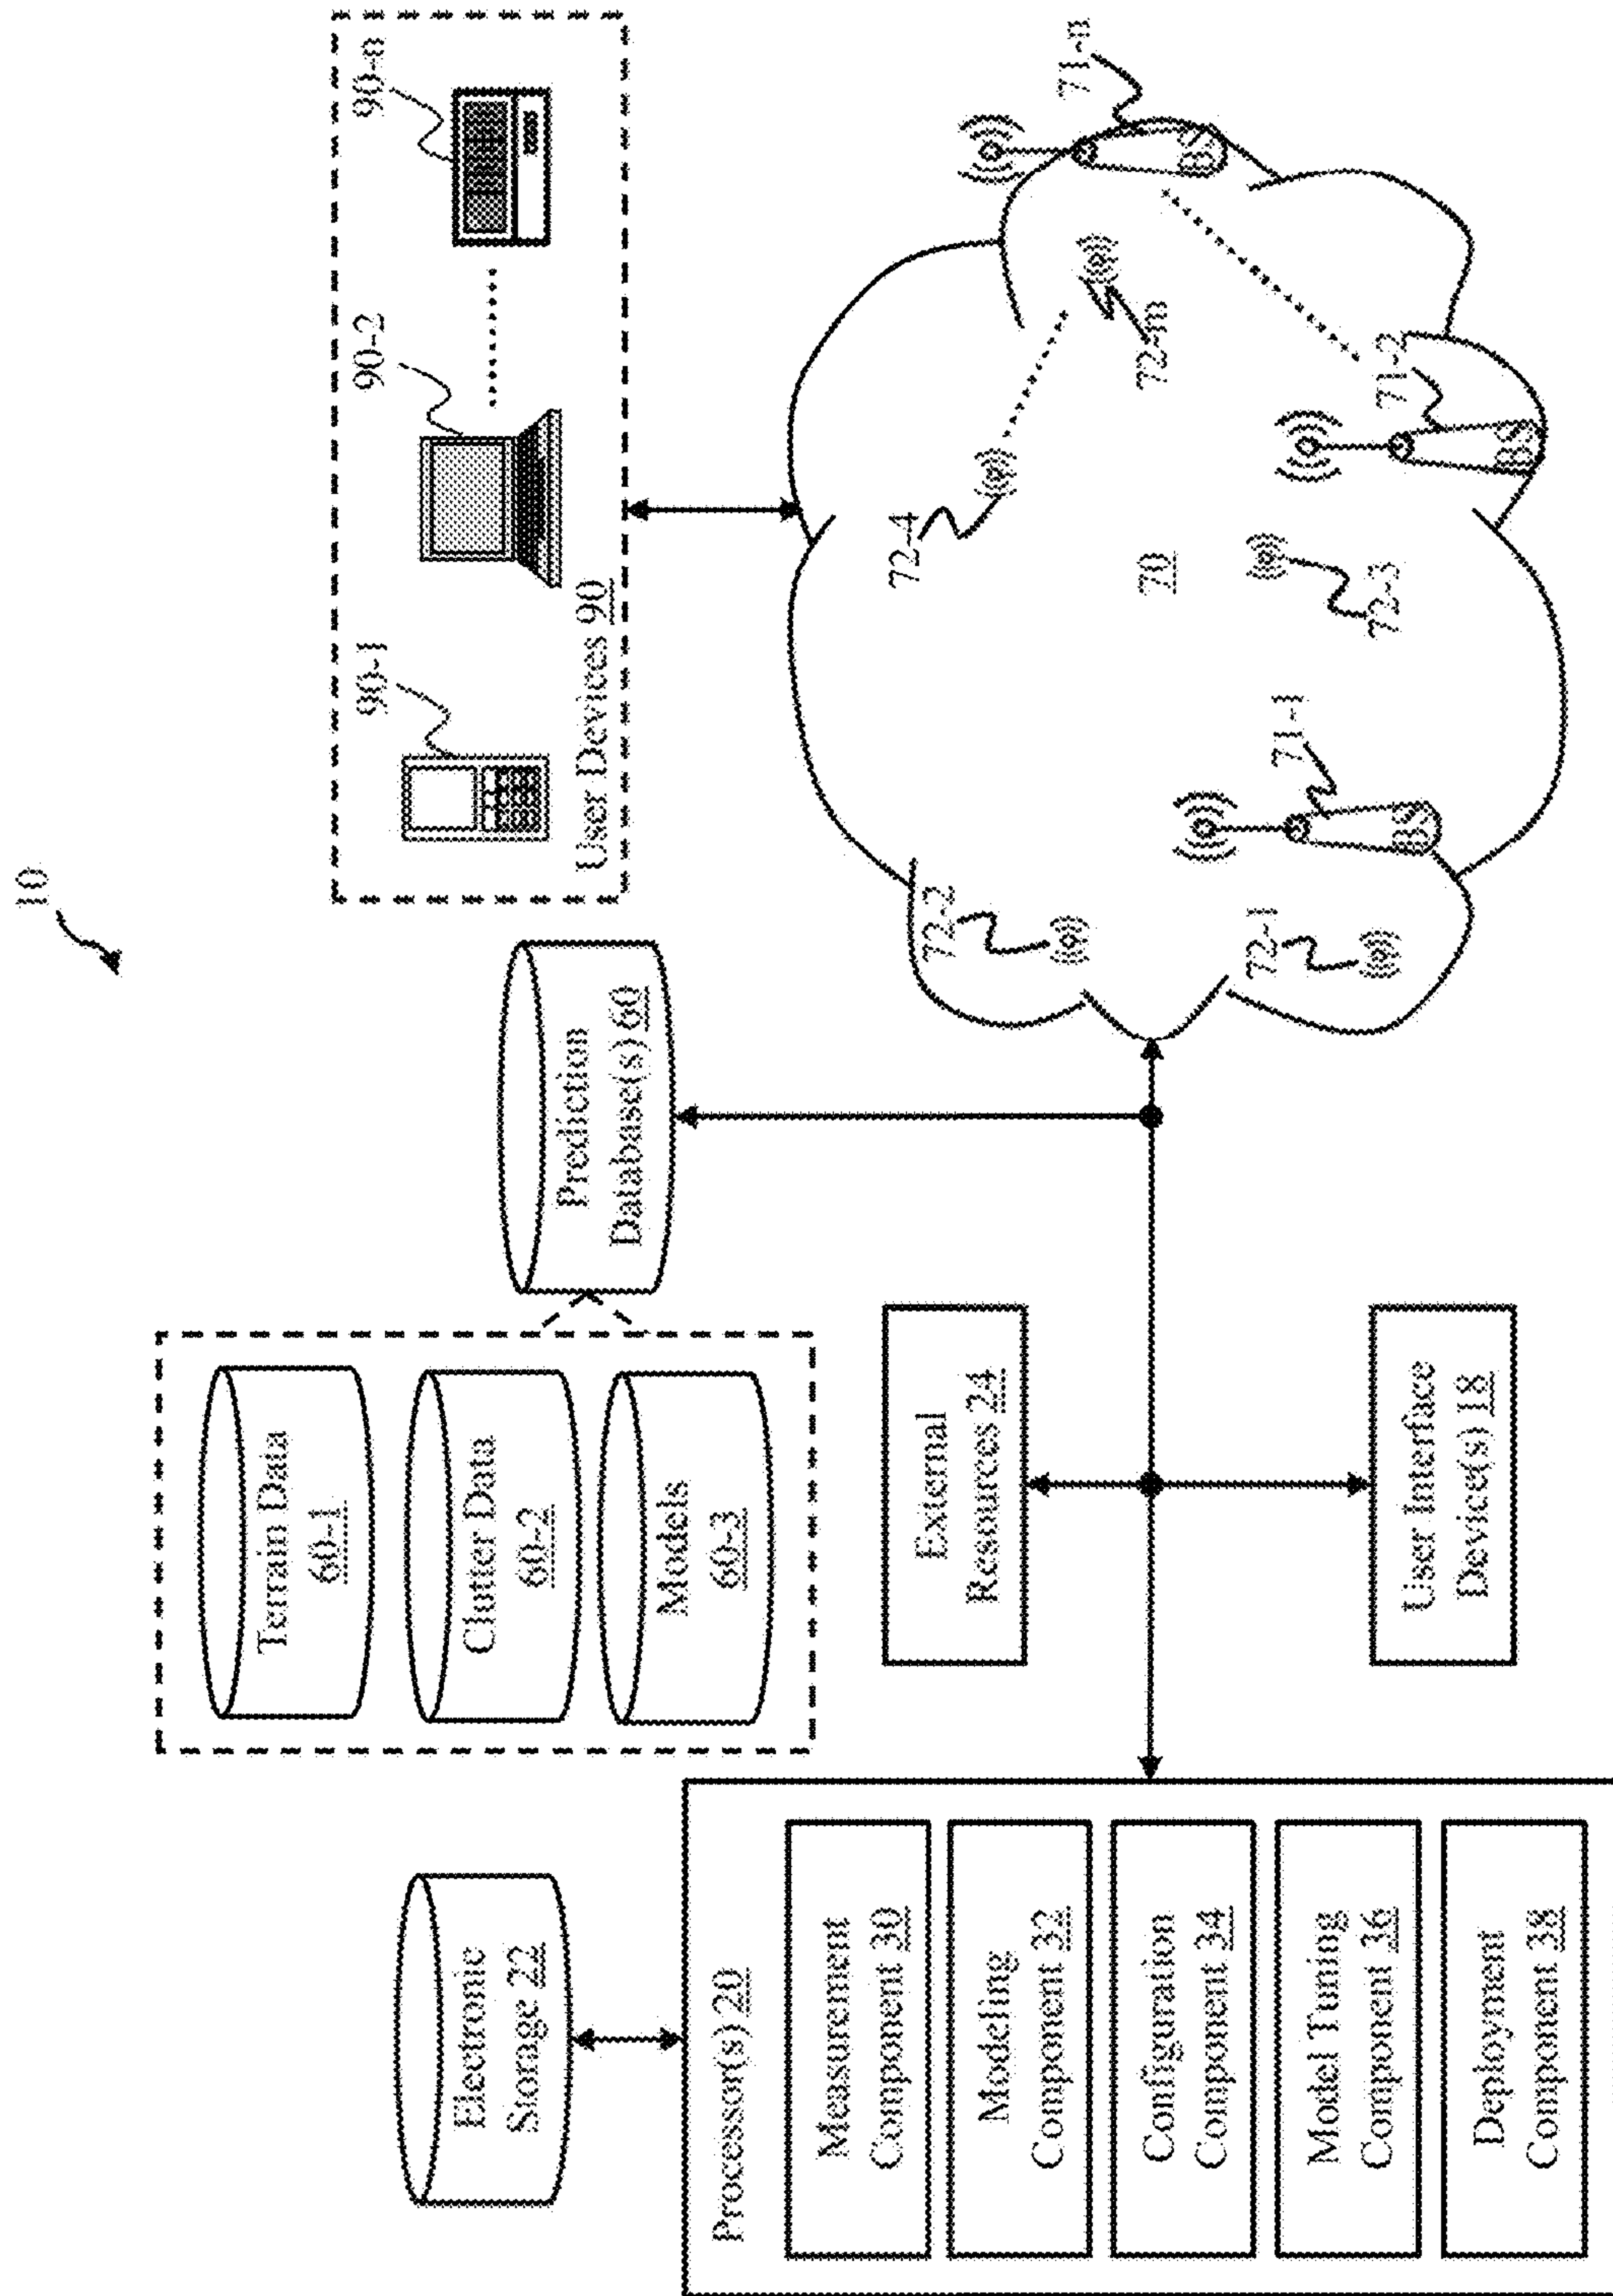 10
Electronic
Storage 22
Processor(s) 20
Measurement
Component 30
Modeling
Component 32
Configuration
Component 34
Model Tuning
Component 36
Deployment
Component 38
Terrain Data
60-1
Clutter Data
60-2
Models
60-3
Prediction
Database(s) 60
External
Resources 24
User Interface
Device(s) 18
90-1
90-2
90-n
User Devices 90
72-2
72-1
71-1
BS
72-4
70
72-3
72-m
71-2
BS
71-n
BS